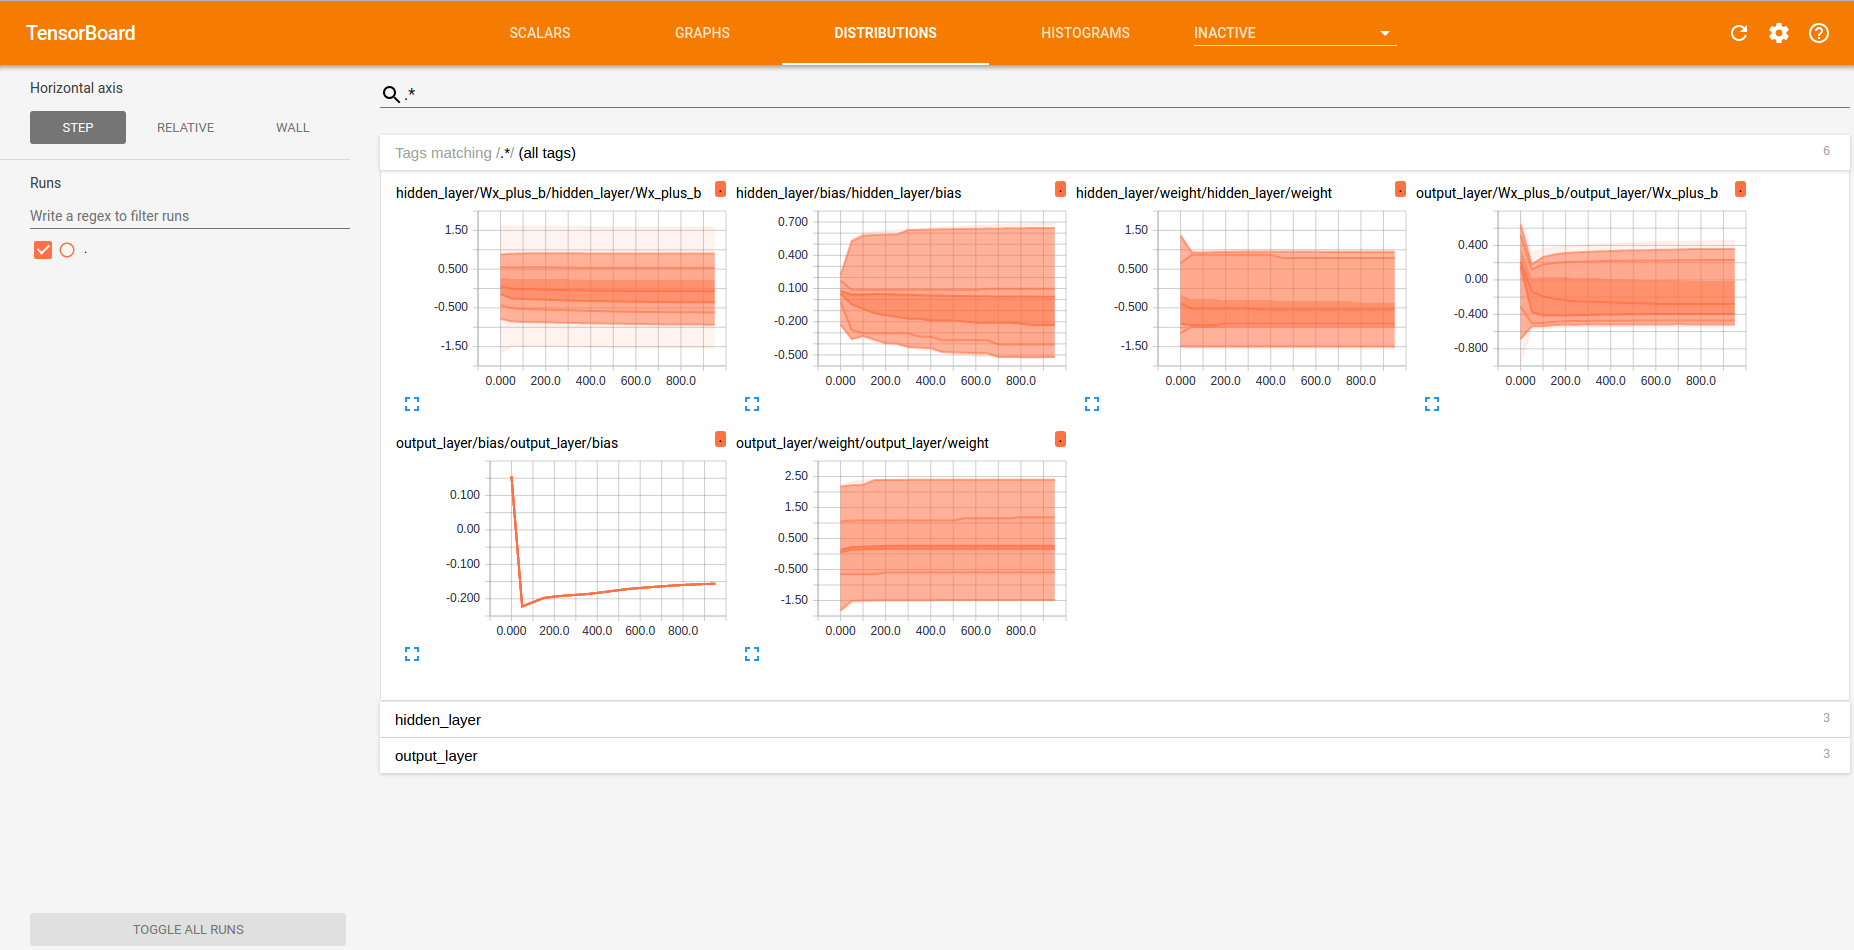 TensorBoard
SCALARS
GRAPHS
DISTRIBUTIONS
HISTOGRAMS
INACTIVE
Horizontal axis
STEP
RELATIVE
WALL
Runs
Write a regex to filter runs
.
TOGGLE ALL RUNS
.*
Tags matching /.*/ (all tags)
6
hidden_layer/Wx_plus_b/hidden_layer/Wx_plus_b
.
1.50
0.500
-0.500
-1.50
0.000 200.0 400.0 600.0 800.0
hidden_layer/bias/hidden_layer/bias
.
0.700
0.400
0.100
-0.200
-0.500
0.000 200.0 400.0 600.0 800.0
hidden_layer/weight/hidden_layer/weight
.
1.50
0.500
-0.500
-1.50
0.000 200.0 400.0 600.0 800.0
output_layer/Wx_plus_b/output_layer/Wx_plus_b
.
0.400
0.00
-0.400
-0.800
0.000 200.0 400.0 600.0 800.0
output_layer/bias/output_layer/bias
.
0.100
0.00
-0.100
-0.200
0.000 200.0 400.0 600.0 800.0
output_layer/weight/output_layer/weight
.
2.50
1.50
0.500
-0.500
-1.50
0.000 200.0 400.0 600.0 800.0
hidden_layer
3
output_layer
3